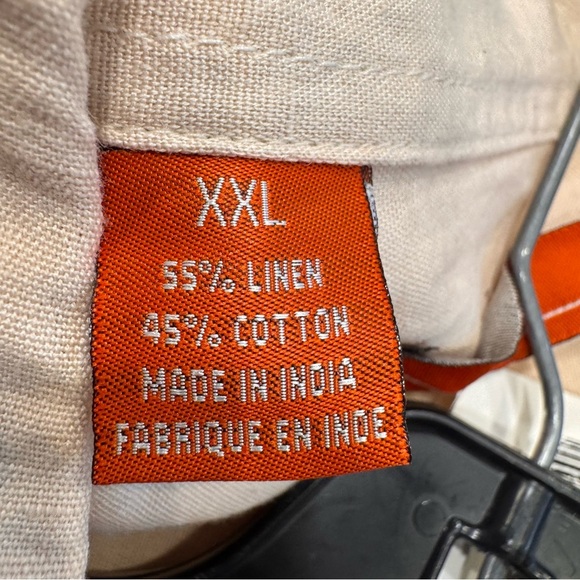 XXL
55% LINEN
45% COTTON
MADE IN INDIA
FABRIQUE EN INDE